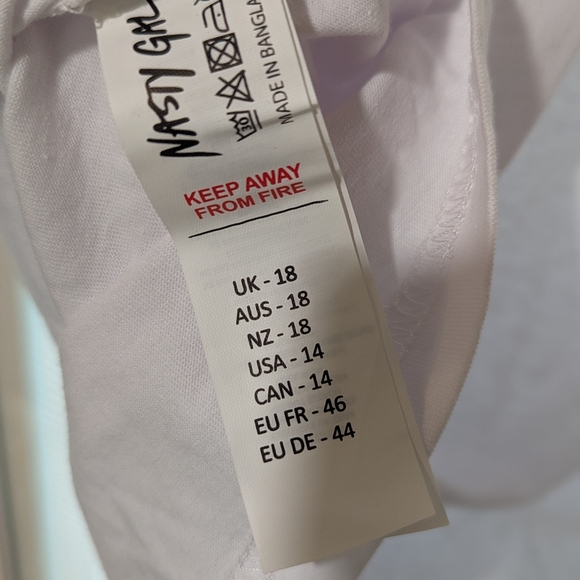 NASTY GAL
30
MADE IN BANGLA
KEEP AWAY
FROM FIRE
UK - 18
AUS - 18
NZ - 18
USA - 14
CAN - 14
EU FR - 46
EU DE - 44